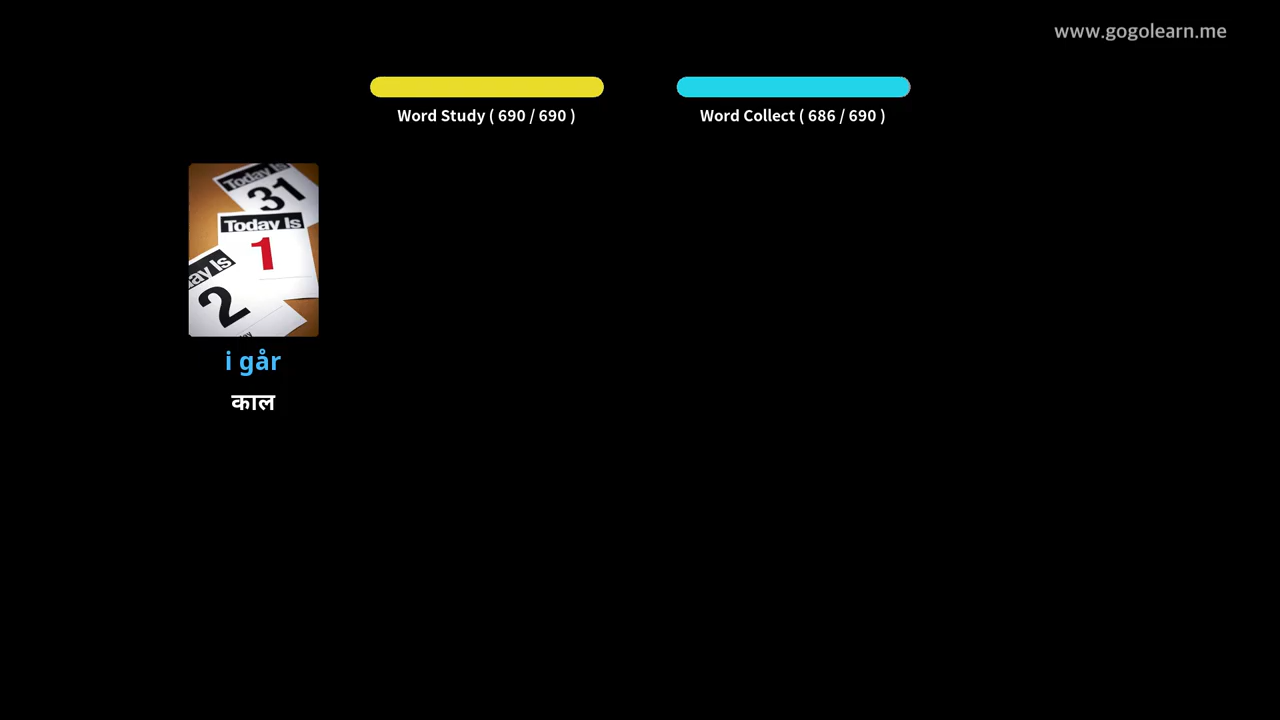 www.gogolearn.me
Word Study ( 690 / 690 )
Word Collect ( 686 / 690 )
Today Is
31
Today Is
1
ay Is
2
i går
काल